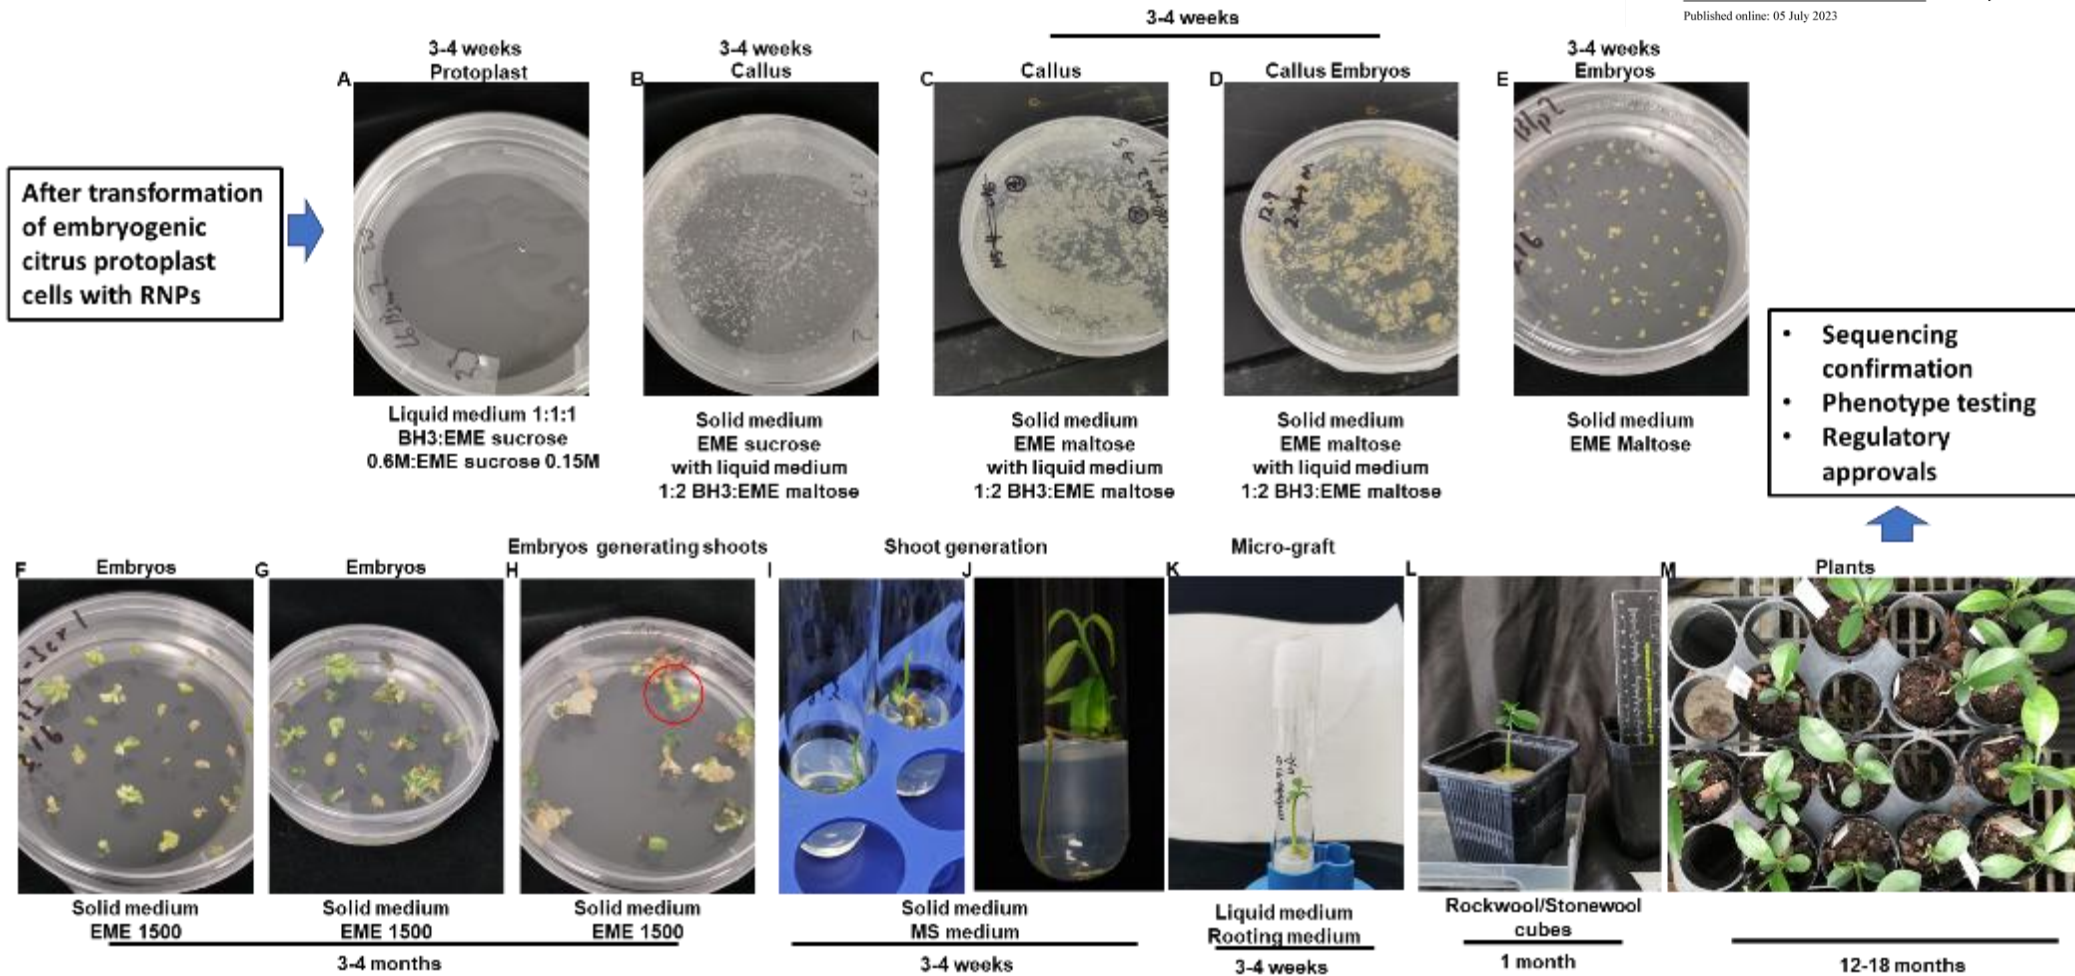 Published online: 05 July 2023
3-4 weeks
3-4 weeks
Protoplast
3-4 weeks
Callus
Callus
Callus Embryos
3-4 weeks
Embryos
A
B
C
D
E
After transformation
of embryogenic
citrus protoplast
cells with RNPs
Liquid medium 1:1:1
BH3:EME sucrose
0.6M:EME sucrose 0.15M
Solid medium
EME sucrose
with liquid medium
1:2 BH3:EME maltose
Solid medium
EME maltose
with liquid medium
1:2 BH3:EME maltose
Solid medium
EME maltose
with liquid medium
1:2 BH3:EME maltose
Solid medium
EME Maltose
• Sequencing
confirmation
• Phenotype testing
• Regulatory
approvals
F
Embryos
G
Embryos
H
Embryos generating shoots
I
Shoot generation
J
K
Micro-graft
L
M
Plants
Solid medium
EME 1500
Solid medium
EME 1500
Solid medium
EME 1500
3-4 months
Solid medium
MS medium
3-4 weeks
Liquid medium
Rooting medium
3-4 weeks
Rockwool/Stonewool
cubes
1 month
12-18 months